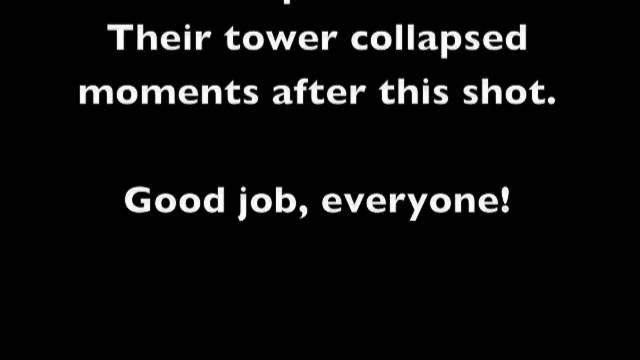 Their tower collapsed
moments after this shot.
Good job, everyone!